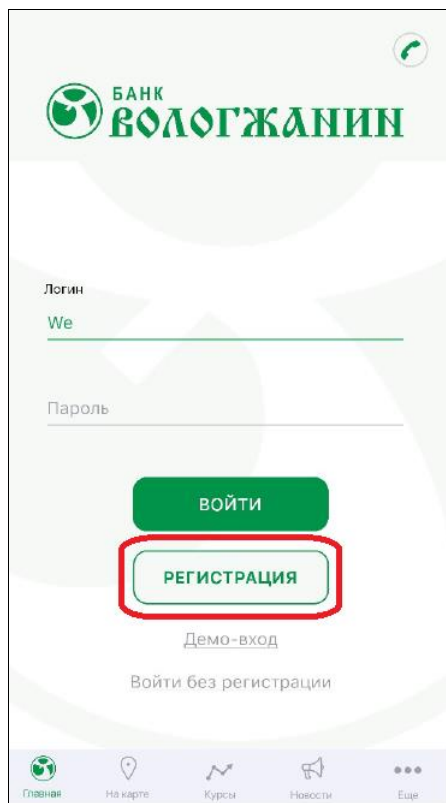 БАНК
ВОЛОГЖАНИН
Логин
We
Пароль
ВОЙТИ
РЕГИСТРАЦИЯ
Демо-вход
Войти без регистрации
Главная На карте Курсы Новости Еще